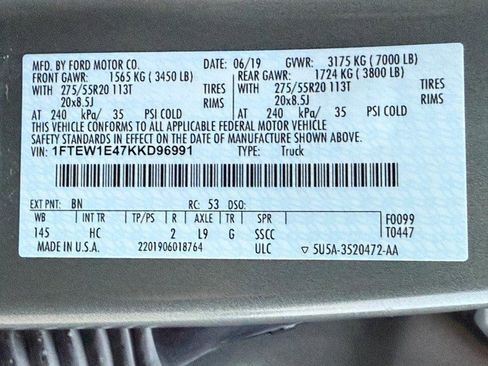 MFD. BY FORD MOTOR CO. 06/19 GVWR: 3175 KG ( 7000 LB)
FRONT GAWR: 1565 KG ( 3450 LB) REAR GAWR: 1724 KG ( 3800 LB)
WITH 275/55R20 113T TIRES WITH 275/55R20 113T TIRES
20x8.5J RIMS 20x8.5J RIMS
AT 240 kPa/ 35 PSI COLD AT 240 kPa/ 35 PSI COLD
THIS VEHICLE CONFORMS TO ALL APPLICABLE FEDERAL MOTOR VEHICLE
SAFETY STANDARDS IN EFFECT ON THE DATE OF MANUFACTURE SHOWN ABOVE.
VIN: 1FTEW1E47KKD96991 TYPE: Truck
EXT PNT: BN RC: 53 DSO:
WB INT TR TP/PS R AXLE TR SPR F0099
145 HC 2 L9 G SSCC T0447
MADE IN U.S.A. 2201906018764 ULC ▽ 5U5A-3520472-AA